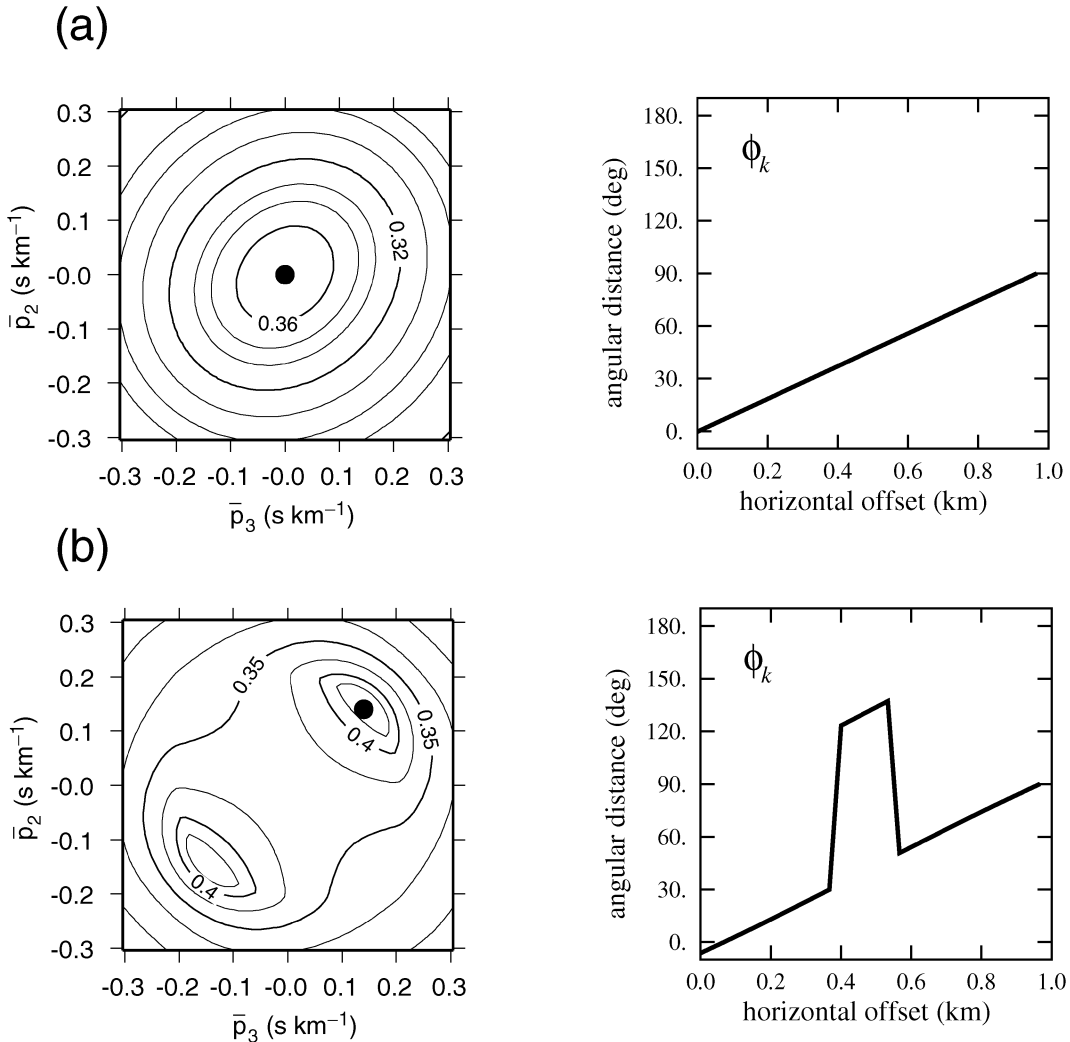 (a)
0.3
0.2
0.1
-0.0
-0.1
-0.2
-0.3
p̄2 (s km−1)
0.32
0.36
-0.3 -0.2 -0.1 -0.0 0.1 0.2 0.3
p̄3 (s km−1)
180.
150.
120.
90.
60.
30.
0.
angular distance (deg)
ϕk
0.0 0.2 0.4 0.6 0.8 1.0
horizontal offset (km)
(b)
0.3
0.2
0.1
-0.0
-0.1
-0.2
-0.3
p̄2 (s km−1)
0.35
0.35
0.4
0.4
-0.3 -0.2 -0.1 -0.0 0.1 0.2 0.3
p̄3 (s km−1)
180.
150.
120.
90.
60.
30.
0.
angular distance (deg)
ϕk
0.0 0.2 0.4 0.6 0.8 1.0
horizontal offset (km)